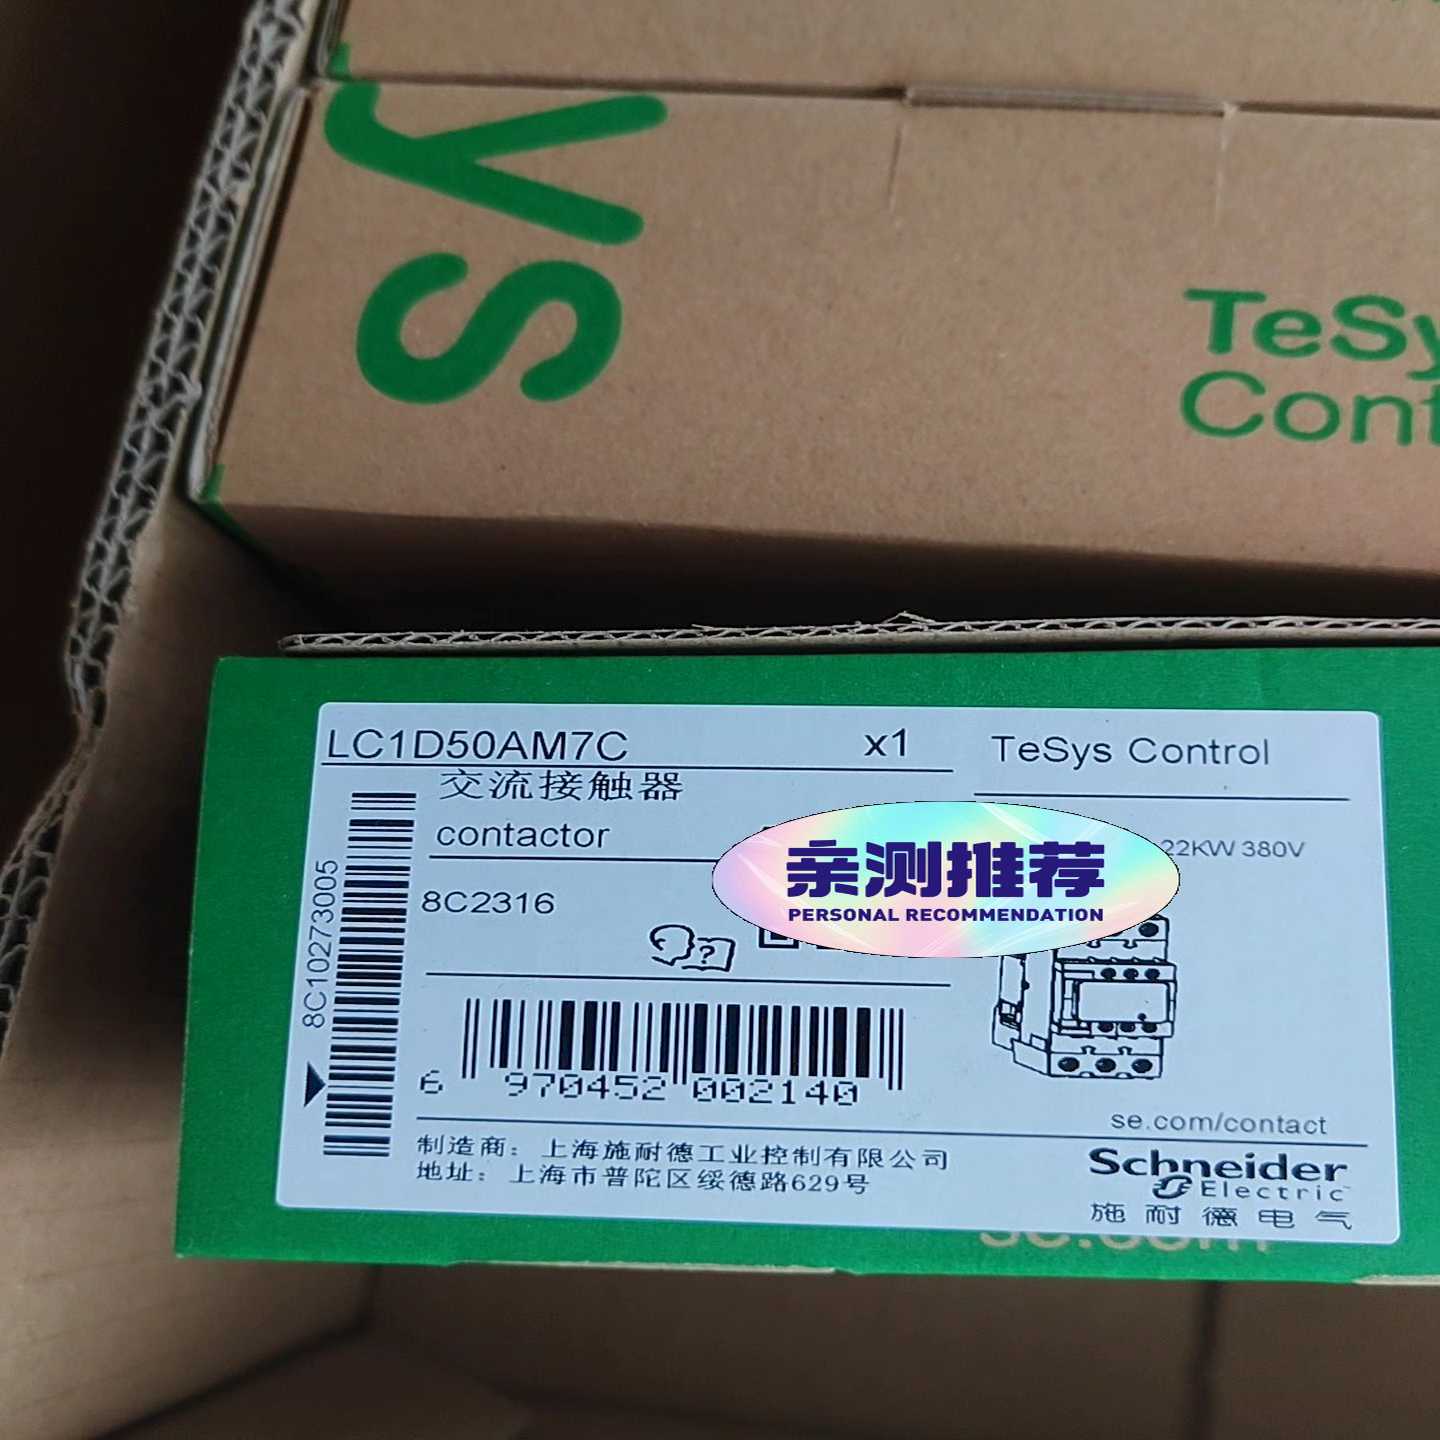 ys
TeSy
Cont
LC1D50AM7C x1 TeSys Control
交流接触器
contactor
22KW 380V
亲测推荐
PERSONAL RECOMMENDATION
8C2316
8C10273005
?
6 970452 002140
se.com/contact
制造商：上海施耐德工业控制有限公司
地址：上海市普陀区绥德路629号
Schneider
Electric
施耐德电气